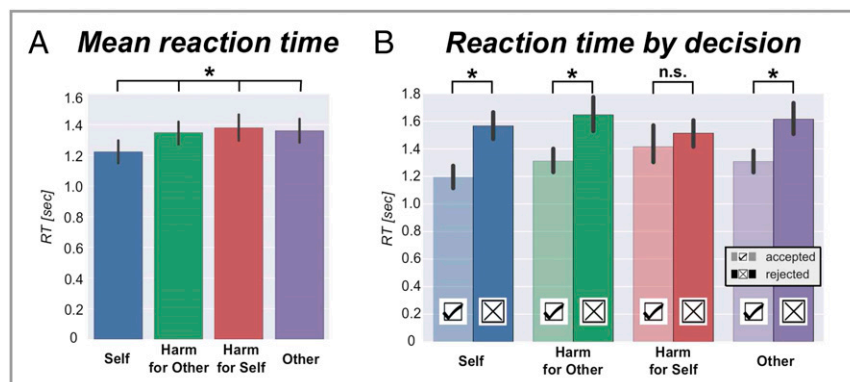 A Mean reaction time
*
1.6
1.4
1.2
1.0
0.8
0.6
0.4
0.2
0
RT [sec]
Self
Harm
for Other
Harm
for Self
Other
B Reaction time by decision
* * n.s. *
1.8
1.6
1.4
1.2
1.0
0.8
0.6
0.4
0.2
0
RT [sec]
accepted
rejected
Self
Harm
for Other
Harm
for Self
Other